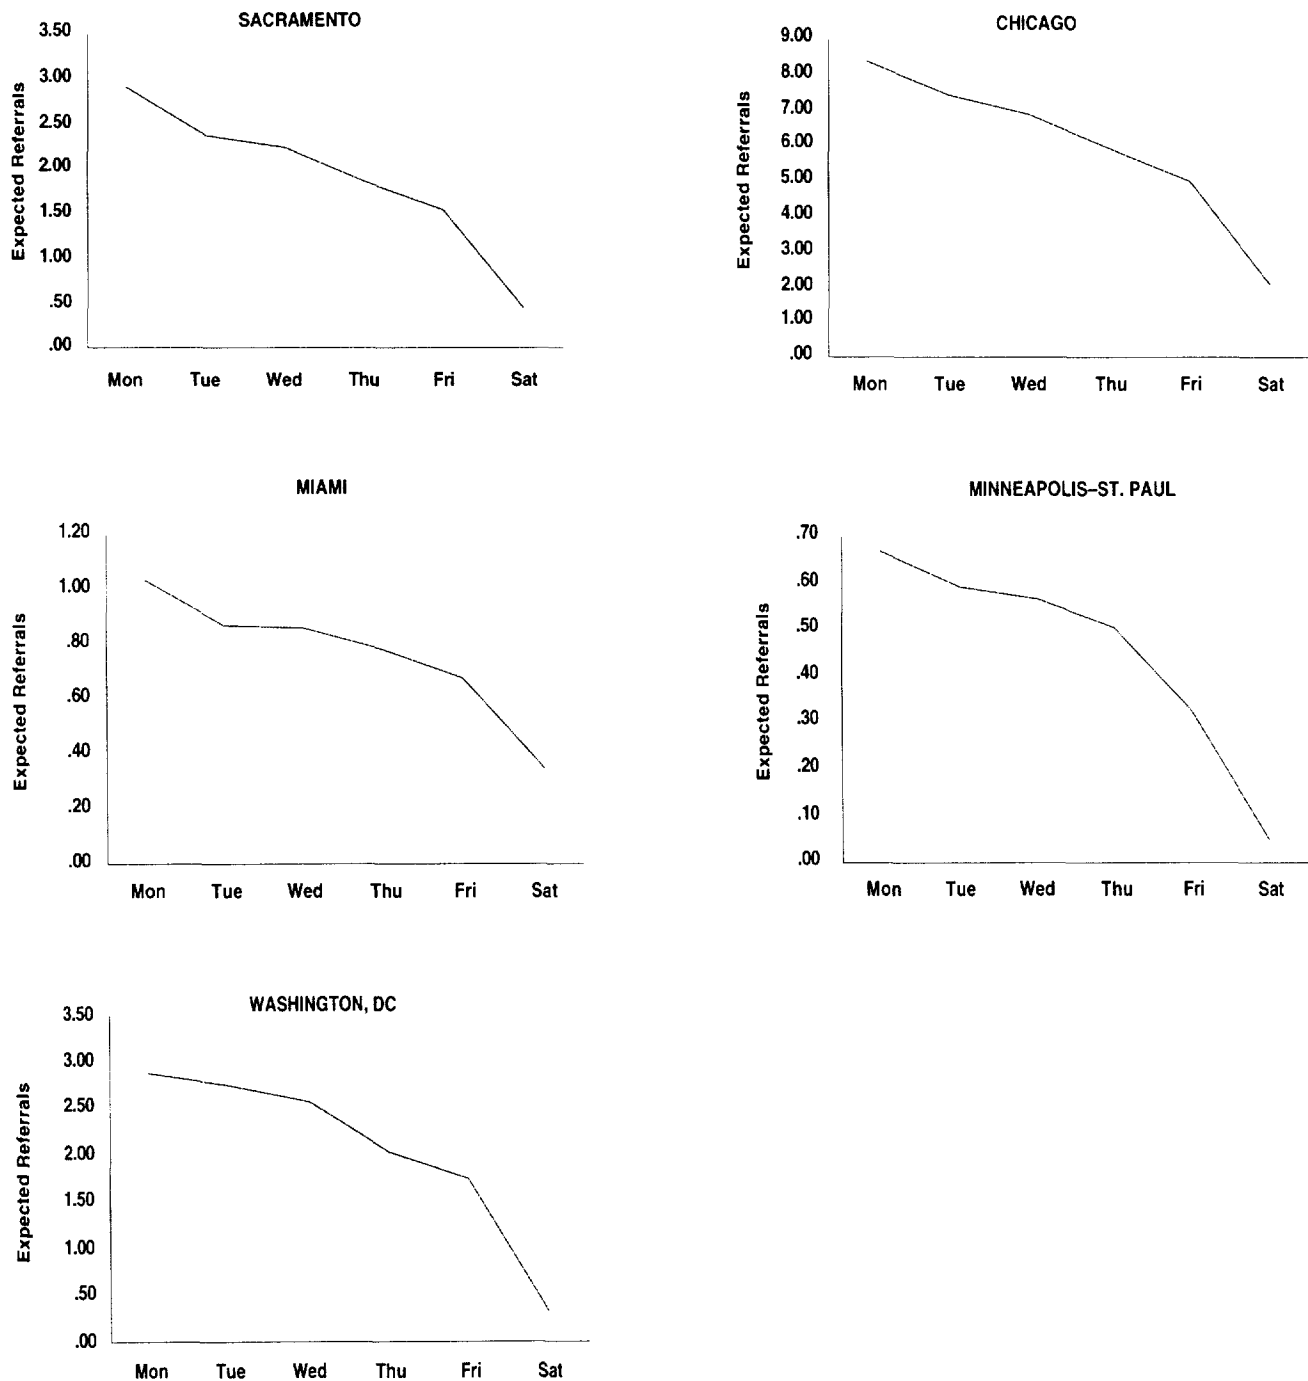 SACRAMENTO
Expected Referrals
3.50
3.00
2.50
2.00
1.50
1.00
.50
.00
Mon Tue Wed Thu Fri Sat
CHICAGO
Expected Referrals
9.00
8.00
7.00
6.00
5.00
4.00
3.00
2.00
1.00
.00
Mon Tue Wed Thu Fri Sat
MIAMI
Expected Referrals
1.20
1.00
.80
.60
.40
.20
.00
Mon Tue Wed Thu Fri Sat
MINNEAPOLIS–ST. PAUL
Expected Referrals
.70
.60
.50
.40
.30
.20
.10
.00
Mon Tue Wed Thu Fri Sat
WASHINGTON, DC
Expected Referrals
3.50
3.00
2.50
2.00
1.50
1.00
.50
.00
Mon Tue Wed Thu Fri Sat